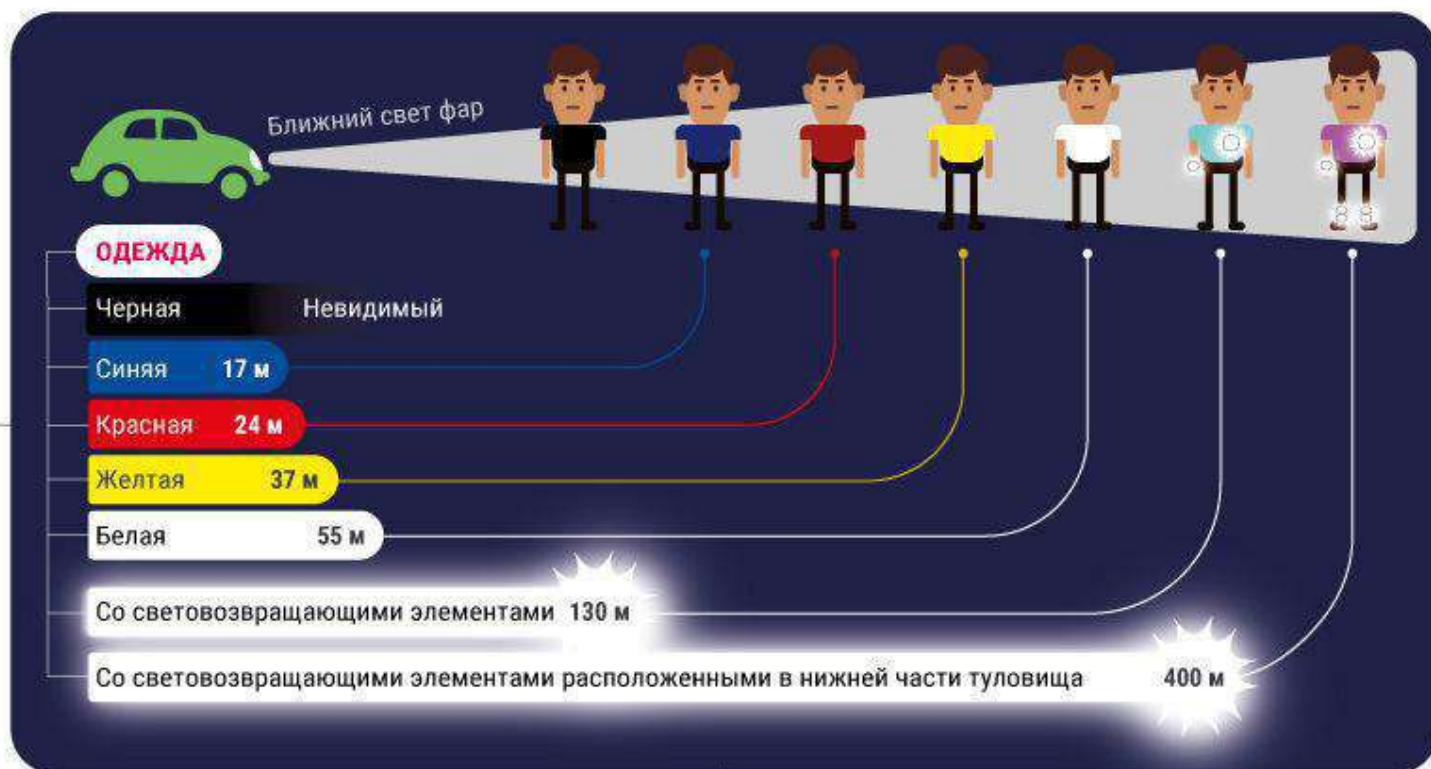 Ближний свет фар
ОДЕЖДА
Черная Невидимый
Синяя 17 м
Красная 24 м
Желтая 37 м
Белая 55 м
Со световозвращающими элементами 130 м
Со световозвращающими элементами расположенными в нижней части туловища 400 м